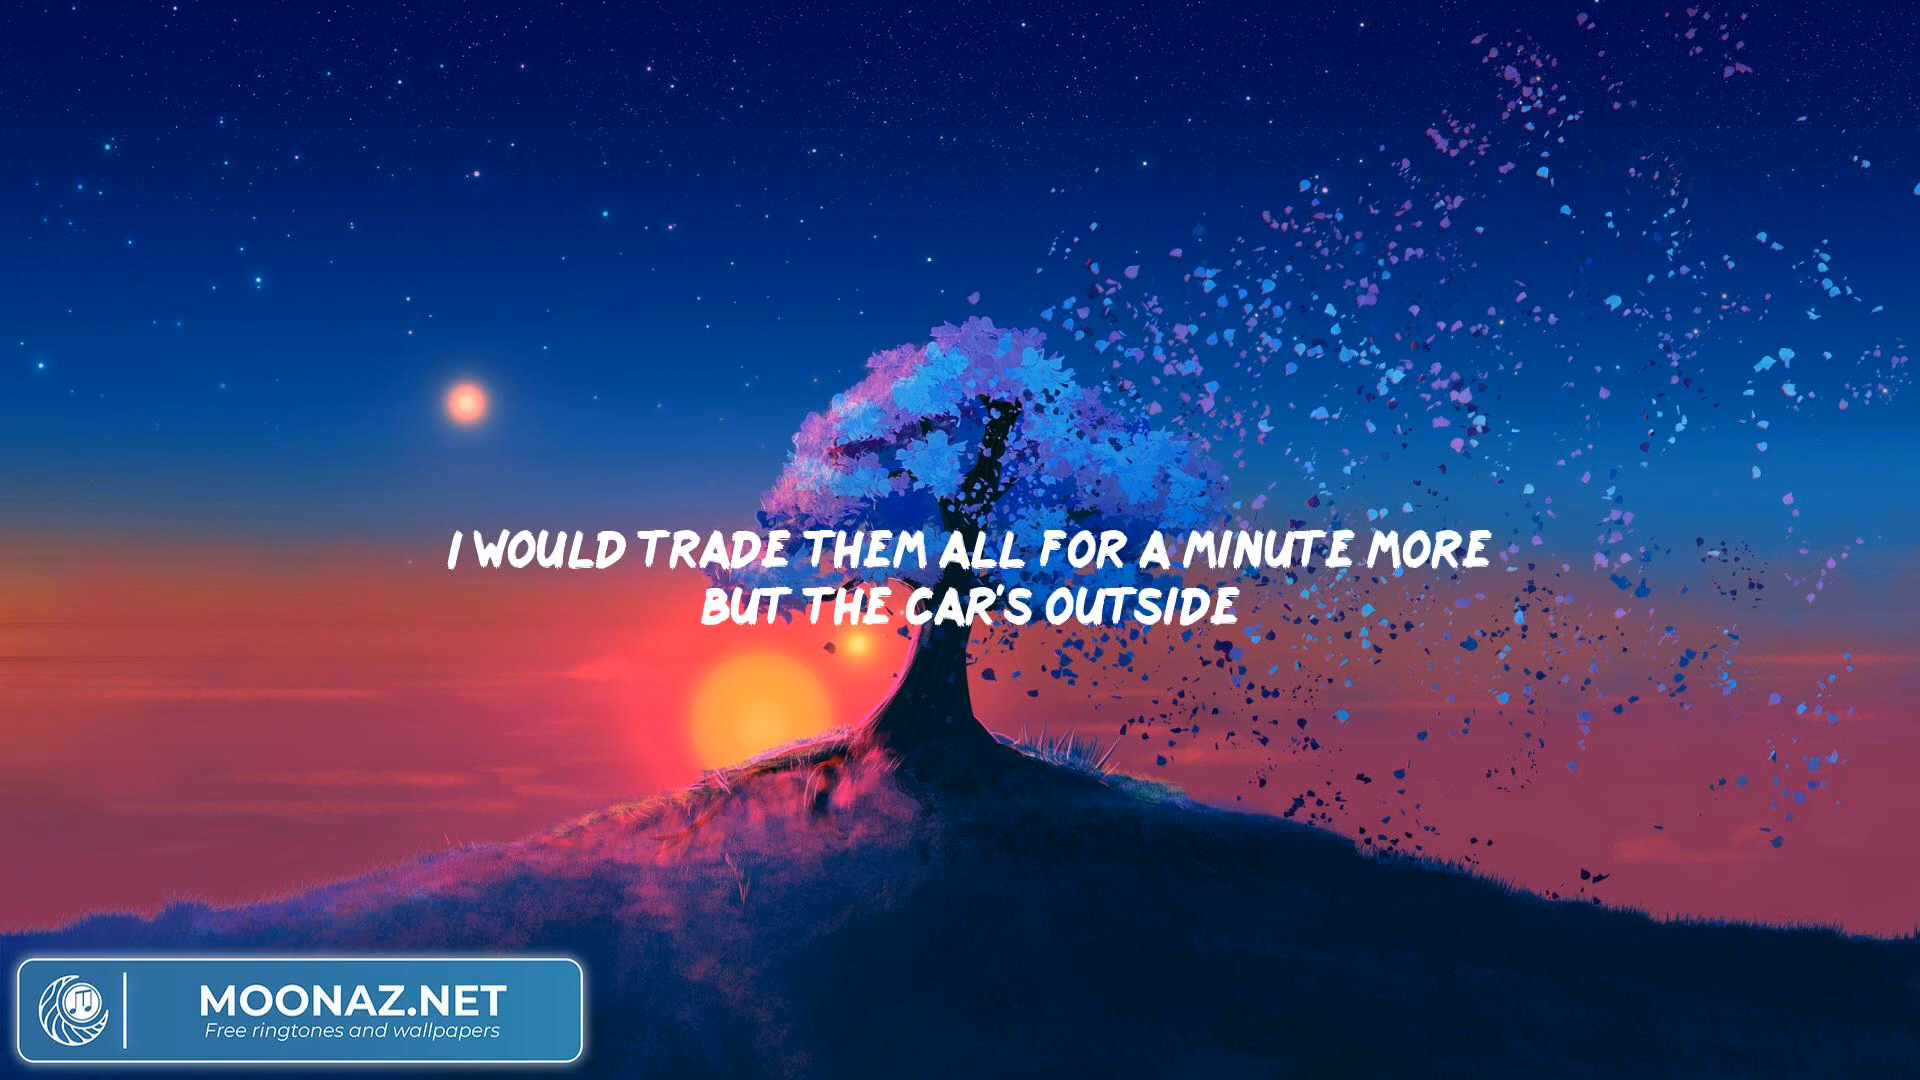 I WOULD TRADE THEM ALL FOR A MINUTE MORE
BUT THE CAR'S OUTSIDE
MOONAZ.NET
Free ringtones and wallpapers